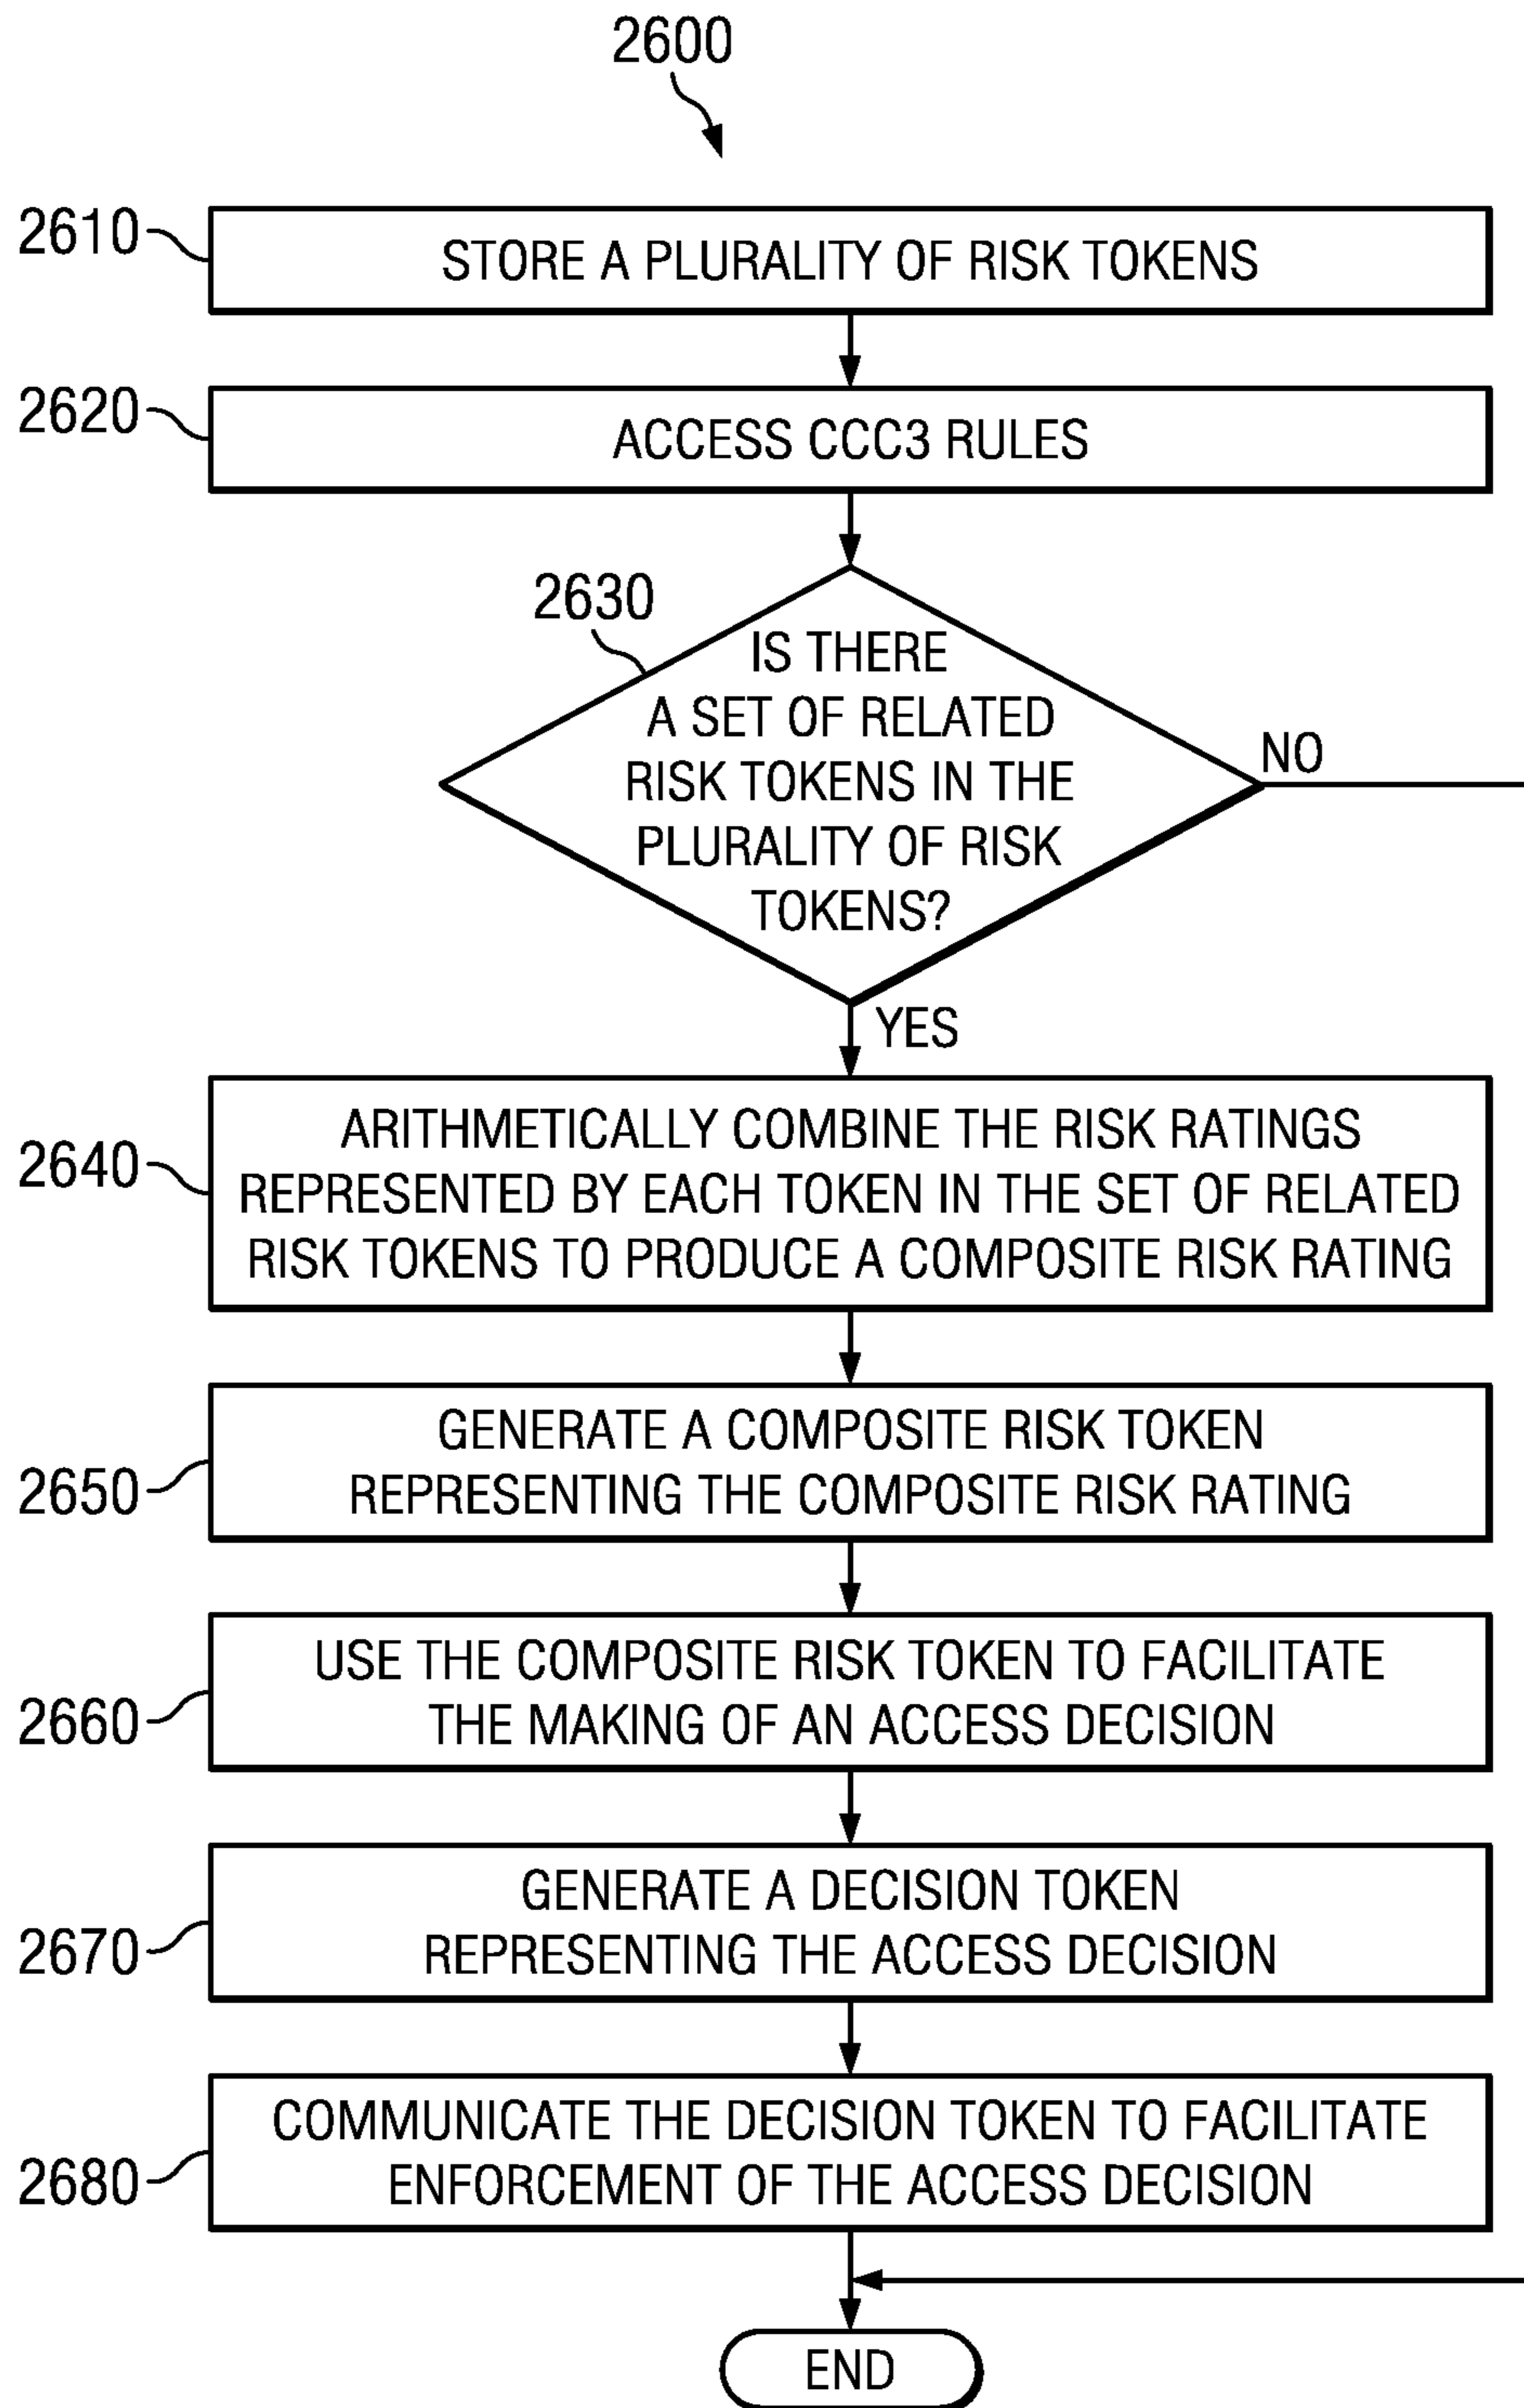 2600
2610
STORE A PLURALITY OF RISK TOKENS
2620
ACCESS CCC3 RULES
2630
IS THERE
A SET OF RELATED
RISK TOKENS IN THE
PLURALITY OF RISK
TOKENS?
NO
YES
2640
ARITHMETICALLY COMBINE THE RISK RATINGS
REPRESENTED BY EACH TOKEN IN THE SET OF RELATED
RISK TOKENS TO PRODUCE A COMPOSITE RISK RATING
2650
GENERATE A COMPOSITE RISK TOKEN
REPRESENTING THE COMPOSITE RISK RATING
2660
USE THE COMPOSITE RISK TOKEN TO FACILITATE
THE MAKING OF AN ACCESS DECISION
2670
GENERATE A DECISION TOKEN
REPRESENTING THE ACCESS DECISION
2680
COMMUNICATE THE DECISION TOKEN TO FACILITATE
ENFORCEMENT OF THE ACCESS DECISION
END